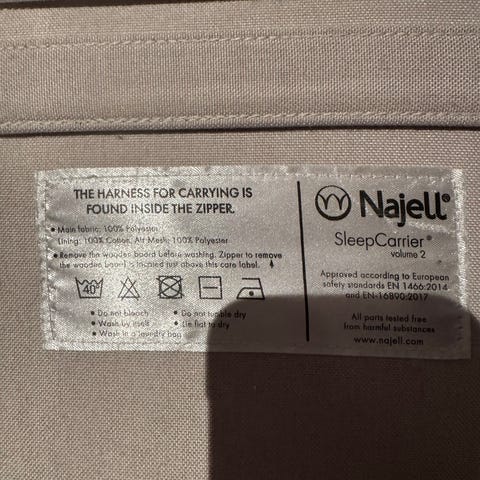 THE HARNESS FOR CARRYING IS
FOUND INSIDE THE ZIPPER.
• Main fabric: 100% Polyester
Lining: 100% Cotton, Air Mesh: 100% Polyester
• Remove the wooden board before washing. Zipper to remove
the wooden board is located just above this care label.
40°
• Do not bleach
• Do not tumble dry
• Wash by itself
• Lie flat to dry
• Wash in a laundry bag
Najell®
SleepCarrier®
volume 2
Approved according to European
safety standards EN 1466:2014
and EN-16890:2017
All parts tested free
from harmful substances
www.najell.com